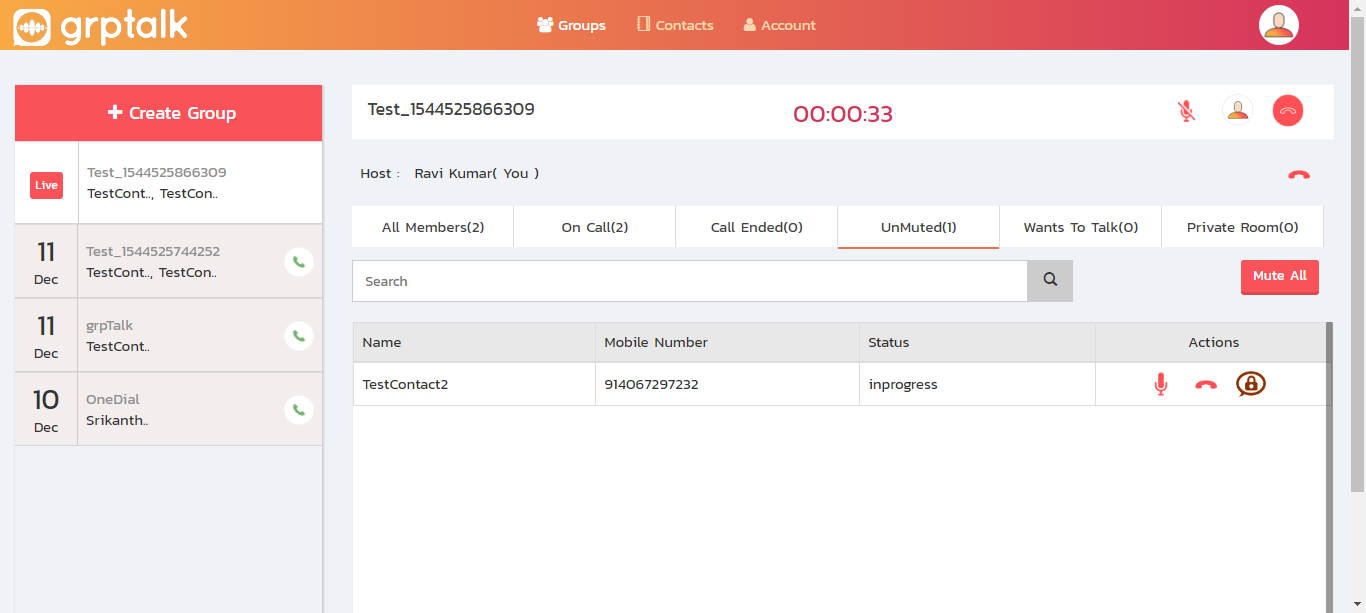 grptalk
Groups
Contacts
Account
Create Group
Live
Test_1544525866309
TestCont.., TestCon..
11
Dec
Test_1544525744252
TestCont.., TestCon..
11
Dec
grpTalk
TestCont..
10
Dec
OneDial
Srikanth..
Test_1544525866309
00:00:33
Host : Ravi Kumar( You )
All Members(2)
On Call(2)
Call Ended(0)
UnMuted(1)
Wants To Talk(0)
Private Room(0)
Search
Mute All
Name Mobile Number Status Actions
TestContact2 914067297232 inprogress